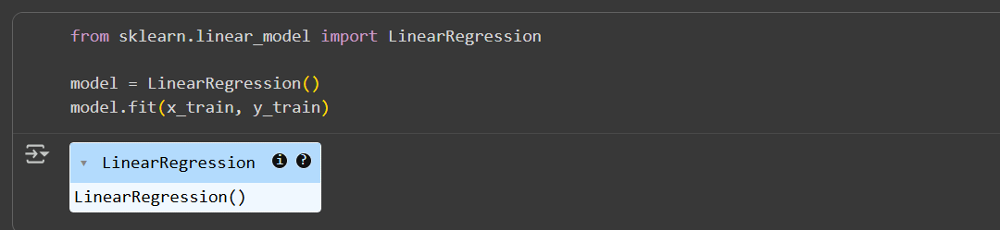 from sklearn.linear_model import LinearRegression
model = LinearRegression()
model.fit(x_train, y_train)
LinearRegression i ?
LinearRegression()